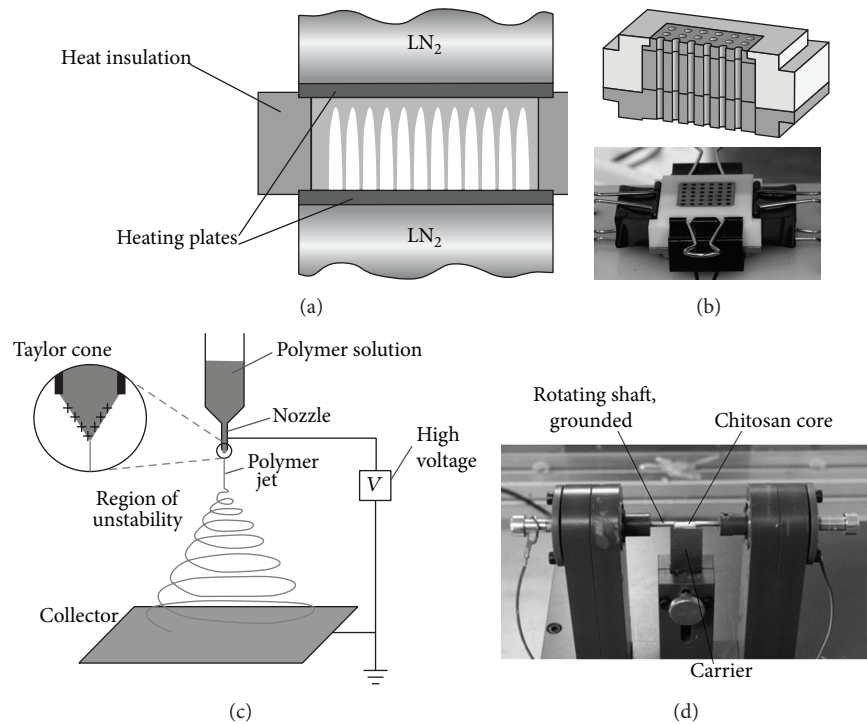 LN2
Heat insulation
Heating plates
LN2
(a)
(b)
Taylor cone
Polymer solution
Nozzle
High
voltage
V
Polymer
jet
Region of
unstability
Collector
(c)
Rotating shaft,
grounded
Chitosan core
Carrier
(d)